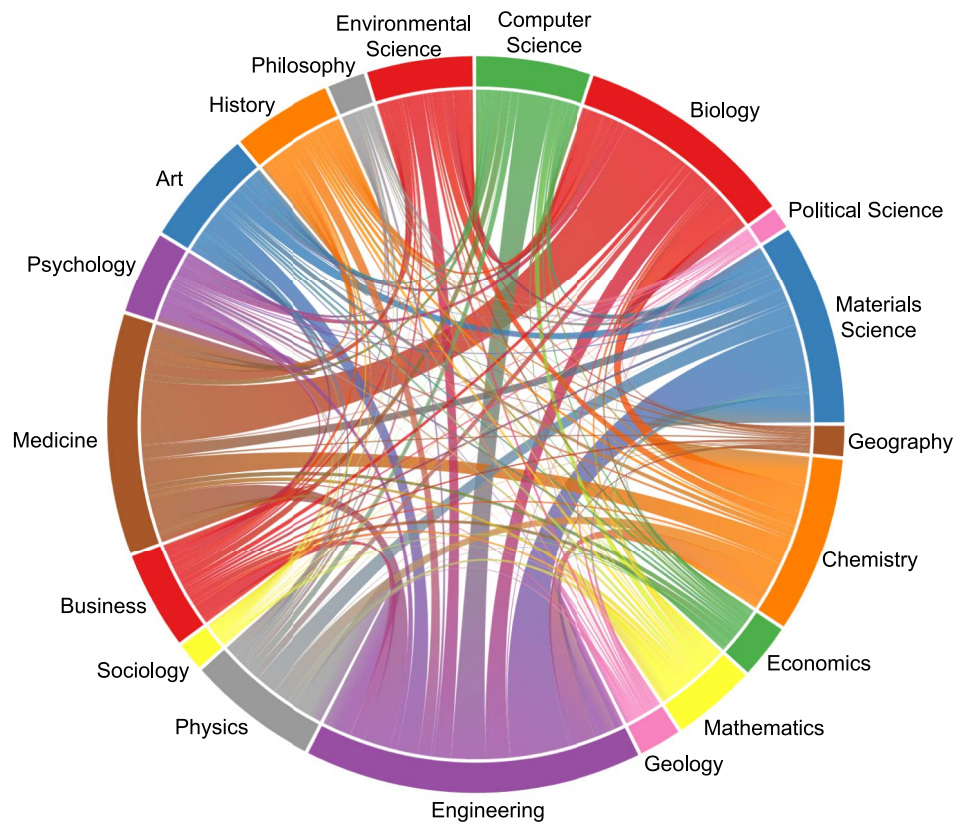 Environmental
Science
Computer
Science
Philosophy
History
Biology
Art
Political Science
Psychology
Materials
Science
Medicine
Geography
Chemistry
Business
Sociology
Economics
Physics
Mathematics
Geology
Engineering